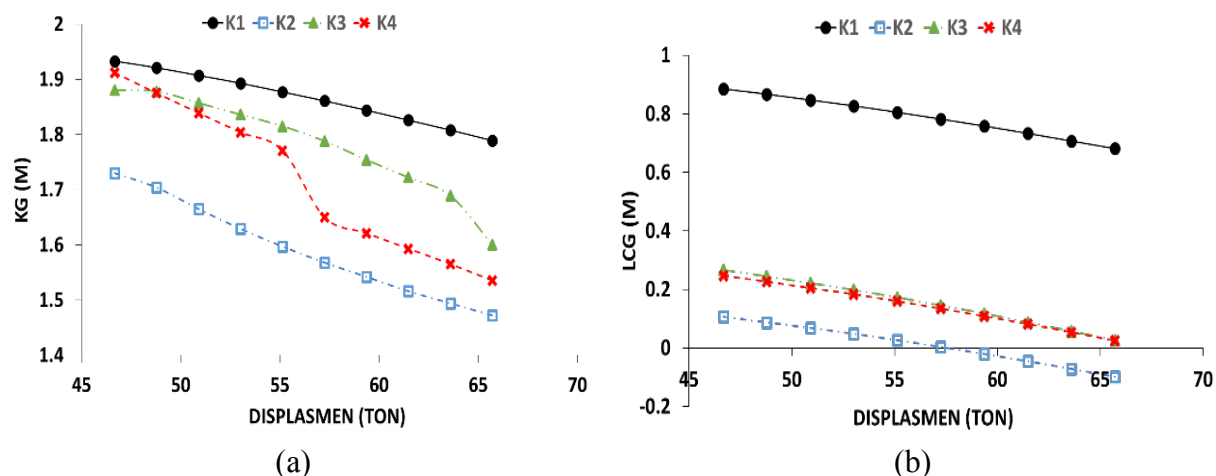 K1 K2 K3 K4
2
1.9
1.8
1.7
1.6
1.5
1.4
KG (M)
45 50 55 60 65 70
DISPLASMEN (TON)
(a)
K1 K2 K3 K4
1
0.8
0.6
0.4
0.2
0
-0.2
LCG (M)
45 50 55 60 65 70
DISPLASMEN (TON)
(b)